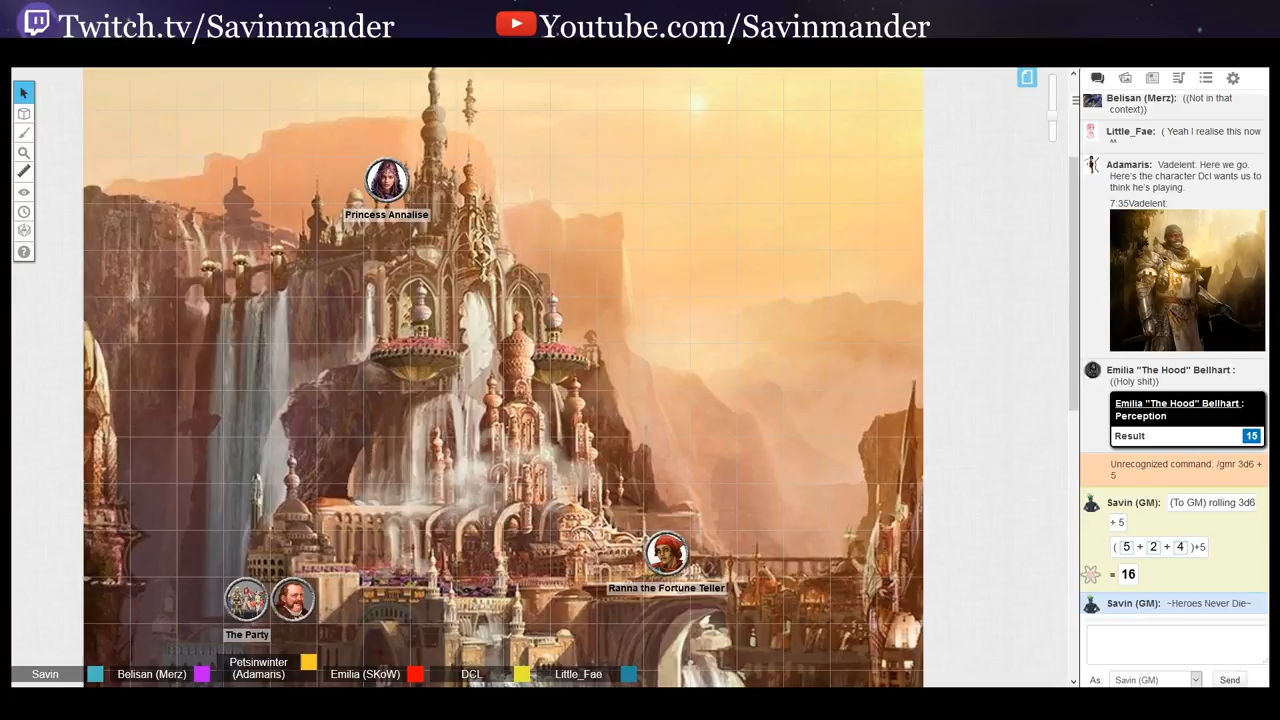 Twitch.tv/Savinmander
Youtube.com/Savinmander
Princess Annalise
Ranna the Fortune Teller
The Party
Savin
Belisan (Merz)
Petsinwinter
(Adamaris)
Emilia (SKoW)
DCL
Little_Fae
Belisan (Merz): ((Not in that
context))
Little_Fae: ( Yeah I realise this now
^^
Adamaris: Vadelent. Here we go.
Here's the character Dcl wants us to
think he's playing.
7:35Vadelent:
Emilia "The Hood" Bellhart :
((Holy shit))
Emilia "The Hood" Bellhart :
Perception
Result 15
Unrecognized command: /gmr 3d6 +
5
Savin (GM): (To GM) rolling 3d6
+ 5
( 5 + 2 + 4 )+5
= 16
Savin (GM): ~Heroes Never Die~
As: Savin (GM) Send